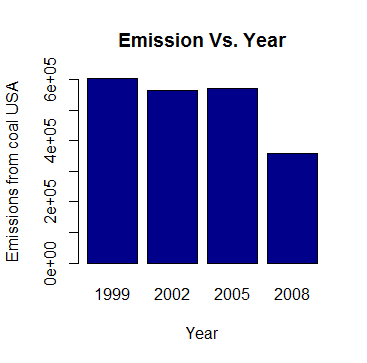 Emission Vs. Year
Emissions from coal USA
6e+05
4e+05
2e+05
0e+00
1999 2002 2005 2008
Year